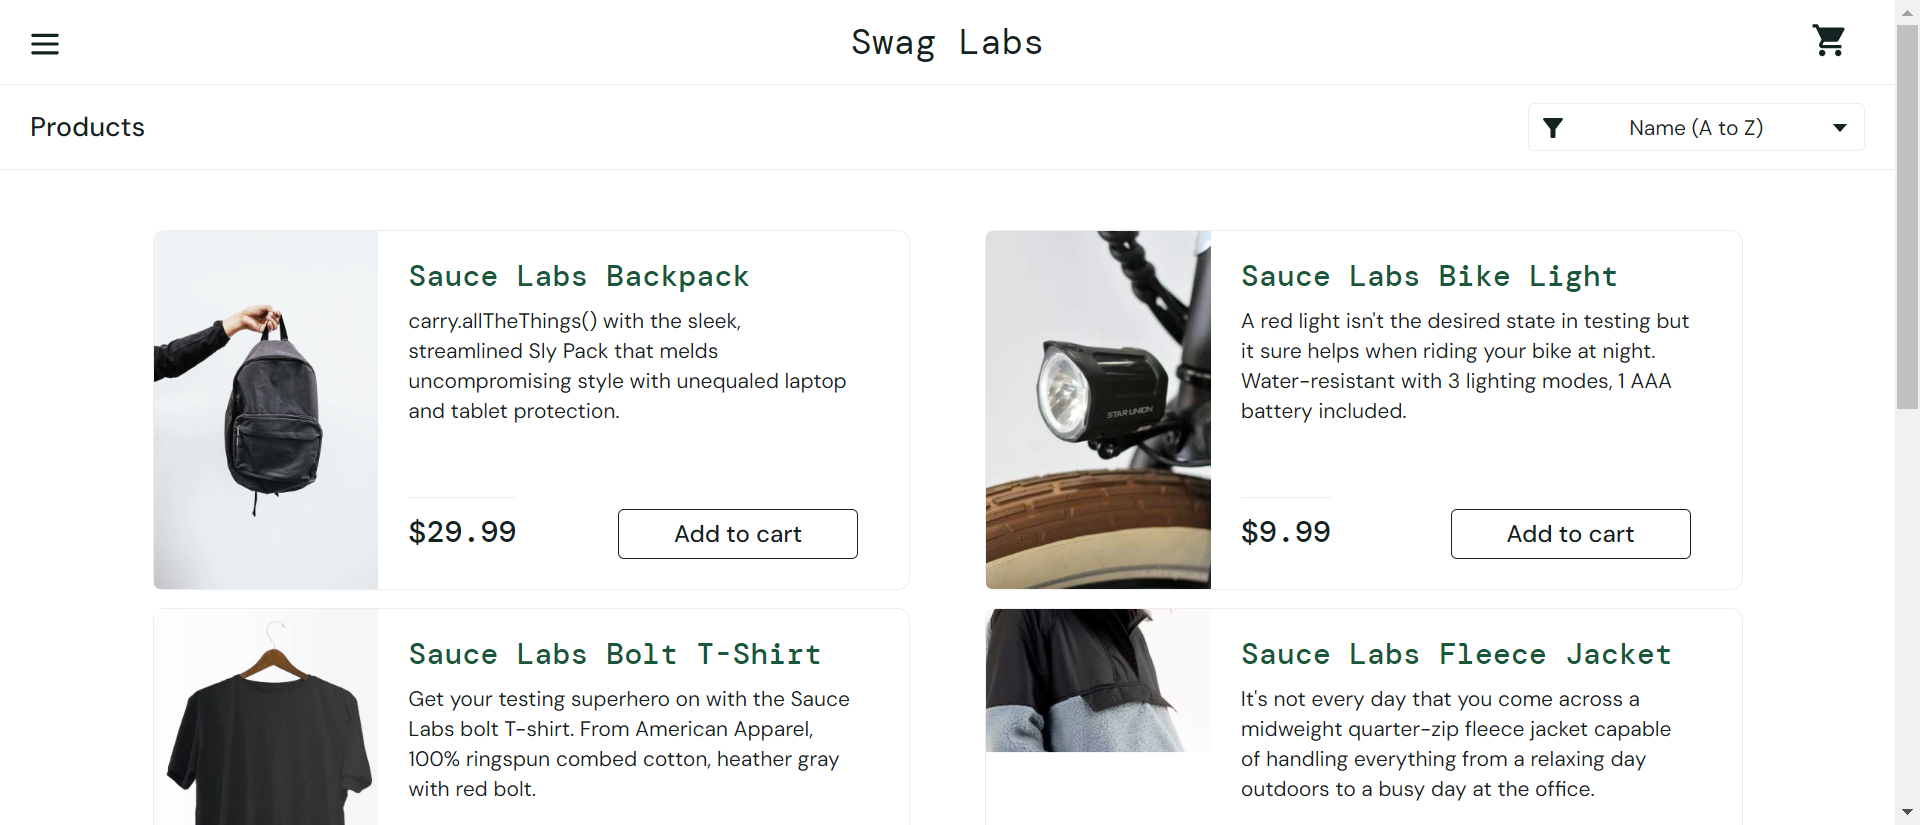 Swag Labs
Products
Name (A to Z)
Sauce Labs Backpack
carry.allTheThings() with the sleek,
streamlined Sly Pack that melds
uncompromising style with unequaled laptop
and tablet protection.
$29.99
Add to cart
Sauce Labs Bike Light
A red light isn't the desired state in testing but
it sure helps when riding your bike at night.
Water-resistant with 3 lighting modes, 1 AAA
battery included.
STAR UNION
$9.99
Add to cart
Sauce Labs Bolt T-Shirt
Get your testing superhero on with the Sauce
Labs bolt T-shirt. From American Apparel,
100% ringspun combed cotton, heather gray
with red bolt.
Sauce Labs Fleece Jacket
It's not every day that you come across a
midweight quarter-zip fleece jacket capable
of handling everything from a relaxing day
outdoors to a busy day at the office.